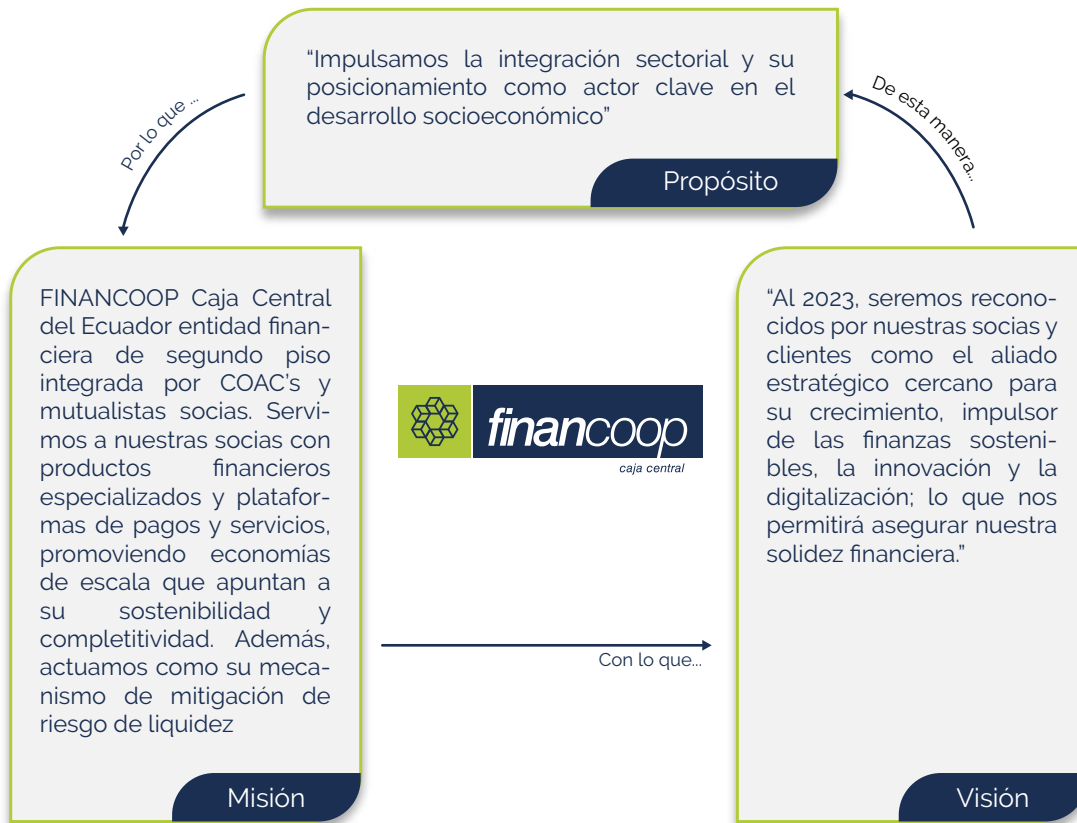 “Impulsamos la integración sectorial y su
posicionamiento como actor clave en el
desarrollo socioeconómico”
Propósito
Por lo que ...
De esta manera...
FINANCOOP Caja Central
del Ecuador entidad finan-
ciera de segundo piso
integrada por COAC’s y
mutualistas socias. Servi-
mos a nuestras socias con
productos financieros
especializados y platafor-
mas de pagos y servicios,
promoviendo economías
de escala que apuntan a
su sostenibilidad y
completitividad. Además,
actuamos como su meca-
nismo de mitigación de
riesgo de liquidez
Misión
financoop
caja central
Con lo que...
“Al 2023, seremos recono-
cidos por nuestras socias y
clientes como el aliado
estratégico cercano para
su crecimiento, impulsor
de las finanzas sosteni-
bles, la innovación y la
digitalización; lo que nos
permitirá asegurar nuestra
solidez financiera.”
Visión